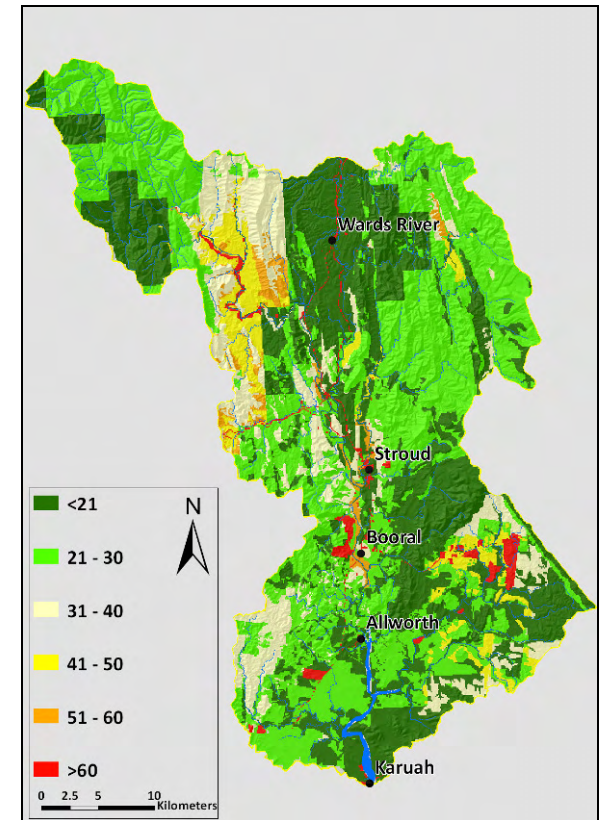 Wards River
Stroud
Booral
Allworth
Karuah
N
<21
21 - 30
31 - 40
41 - 50
51 - 60
>60
0 2.5 5 10
Kilometers